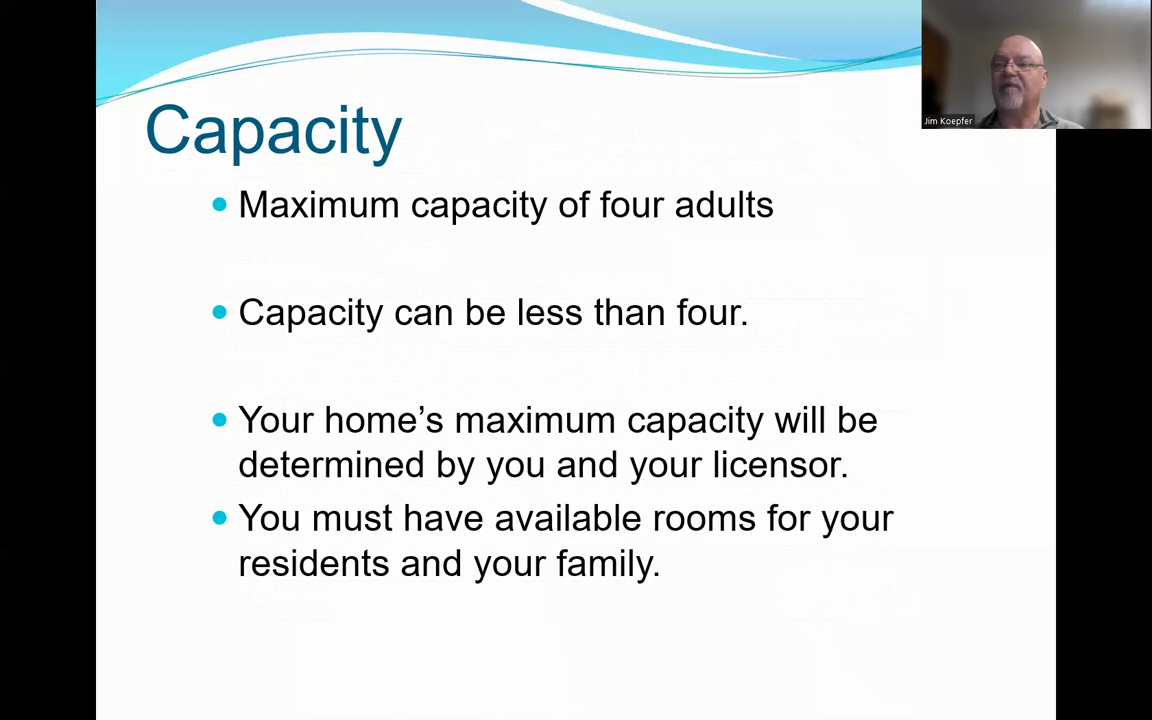 Capacity
Maximum capacity of four adults
Capacity can be less than four.
Your home’s maximum capacity will be
determined by you and your licensor.
You must have available rooms for your
residents and your family.
Jim Koepfer